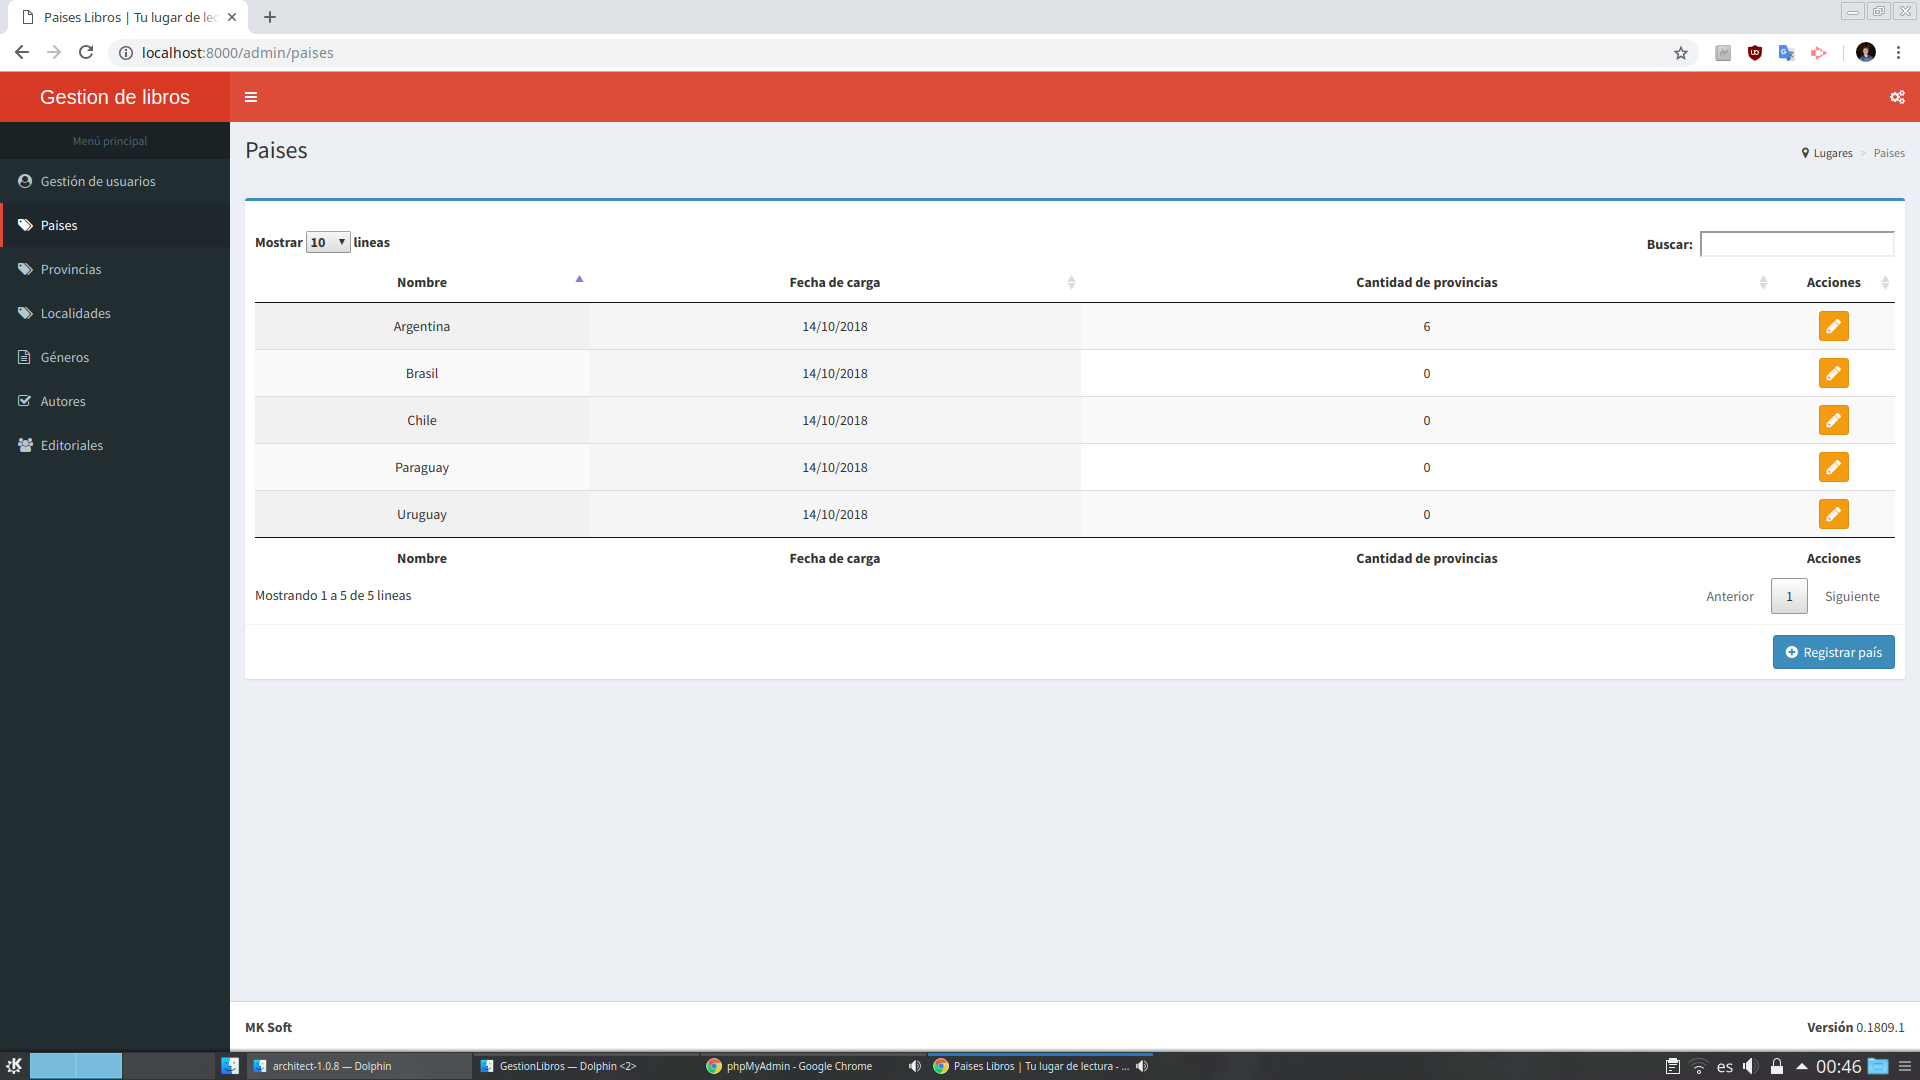 Paises Libros | Tu lugar de lec
localhost:8000/admin/paises
Gestion de libros
Menú principal
Gestión de usuarios
Paises
Provincias
Localidades
Géneros
Autores
Editoriales
Paises
Lugares > Paises
Mostrar 10 lineas
Buscar:
Nombre Fecha de carga Cantidad de provincias Acciones
Argentina 14/10/2018 6
Brasil 14/10/2018 0
Chile 14/10/2018 0
Paraguay 14/10/2018 0
Uruguay 14/10/2018 0
Nombre Fecha de carga Cantidad de provincias Acciones
Mostrando 1 a 5 de 5 lineas
Anterior 1 Siguiente
Registrar país
MK Soft
Versión 0.1809.1
architect-1.0.8 — Dolphin
GestionLibros — Dolphin <2>
phpMyAdmin - Google Chrome
Paises Libros | Tu lugar de lectura - ...
es
00:46